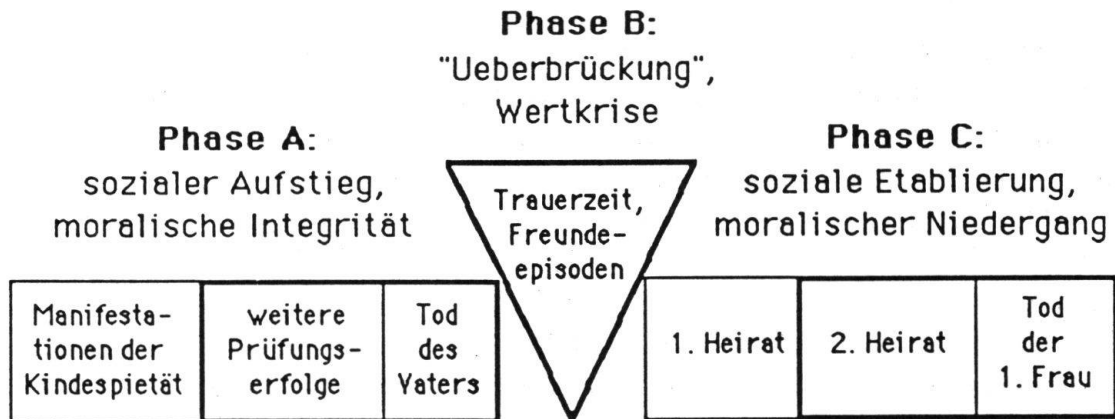 Phase B:
"Ueberbrückung",
Wertkrise
Phase A:
sozialer Aufstieg,
moralische Integrität
Phase C:
soziale Etablierung,
moralischer Niedergang
Trauerzeit,
Freunde-
episoden
Manifesta-
tionen der
Kindespietät
weitere
Prüfungs-
erfolge
Tod
des
Vaters
1. Heirat
2. Heirat
Tod
der
1. Frau